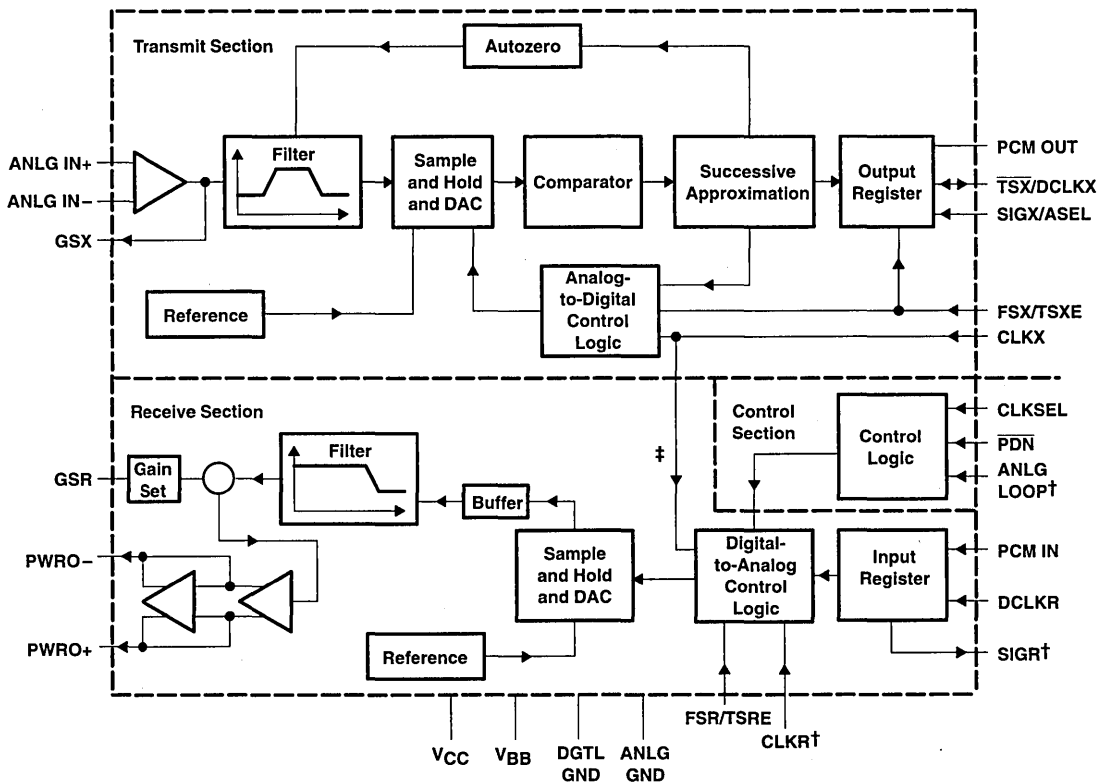 Transmit Section
Autozero
ANLG IN+
ANLG IN−
GSX
Filter
Sample
and Hold
and DAC
Comparator
Successive
Approximation
Output
Register
PCM OUT
T̅S̅X̅/DCLKX
SIGX/ASEL
Reference
Analog-
to-Digital
Control
Logic
FSX/TSXE
CLKX
Receive Section
Control
Section
Control
Logic
CLKSEL
P̅D̅N̅
ANLG
LOOP†
‡
GSR
Gain
Set
Filter
Buffer
PWRO−
PWRO+
Sample
and Hold
and DAC
Digital-
to-Analog
Control
Logic
Input
Register
PCM IN
DCLKR
SIGR†
Reference
FSR/TSRE
CLKR†
VCC
VBB
DGTL
GND
ANLG
GND